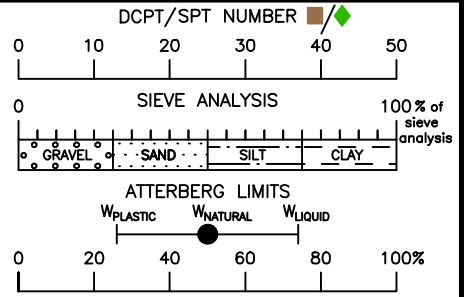 DCPT/SPT NUMBER /
0 10 20 30 40 50
SIEVE ANALYSIS
0 100 % of sieve analysis
GRAVEL SAND SILT CLAY
ATTERBERG LIMITS
WPLASTIC WNATURAL WLIQUID
0 20 40 60 80 100%